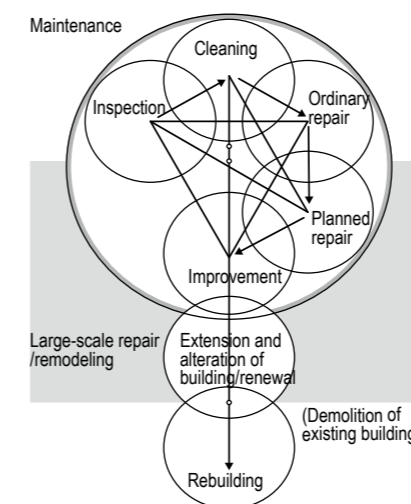 Maintenance
Cleaning
Inspection
Ordinary
repair
Planned
repair
Improvement
Large-scale repair
/remodeling
Extension and
alteration of
building/renewal
(Demolition of
existing building
Rebuilding